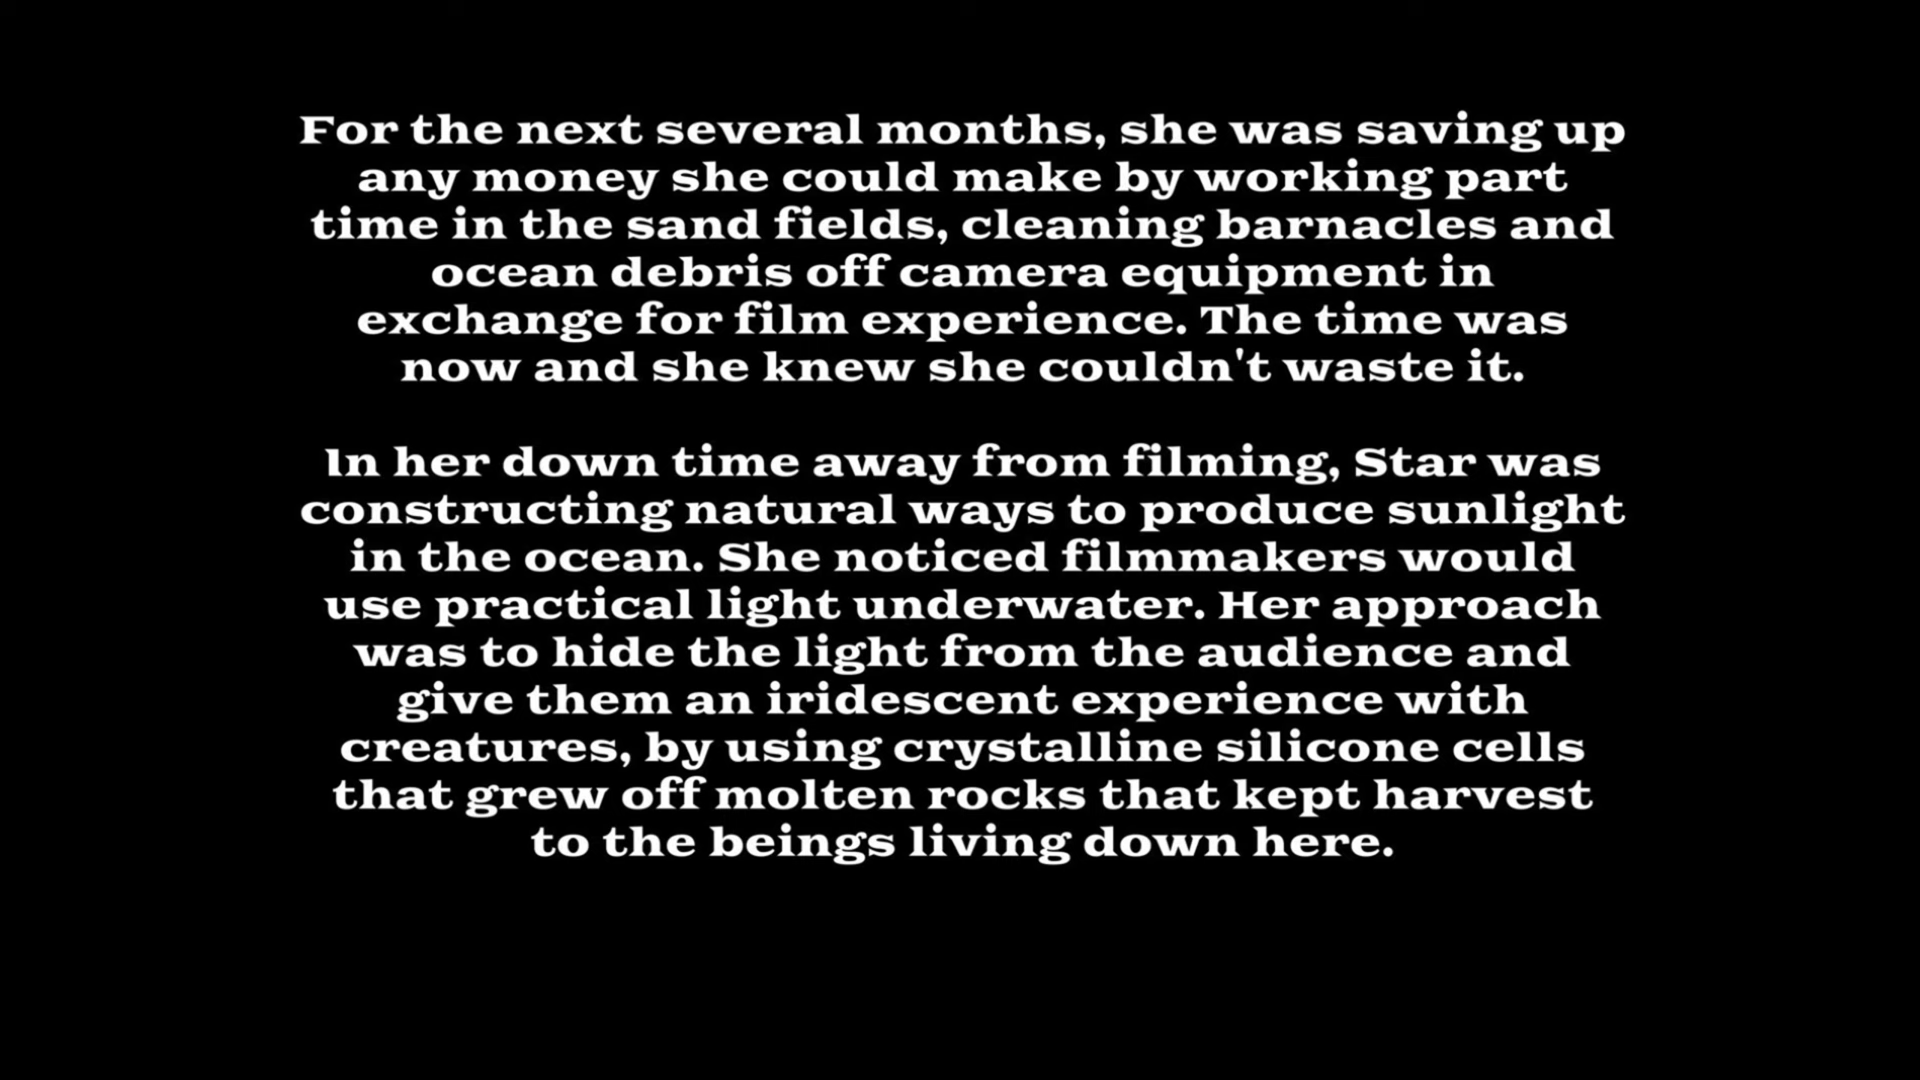 For the next several months, she was saving up
any money she could make by working part
time in the sand fields, cleaning barnacles and
ocean debris off camera equipment in
exchange for film experience. The time was
now and she knew she couldn't waste it.
In her down time away from filming, Star was
constructing natural ways to produce sunlight
in the ocean. She noticed filmmakers would
use practical light underwater. Her approach
was to hide the light from the audience and
give them an iridescent experience with
creatures, by using crystalline silicone cells
that grew off molten rocks that kept harvest
to the beings living down here.